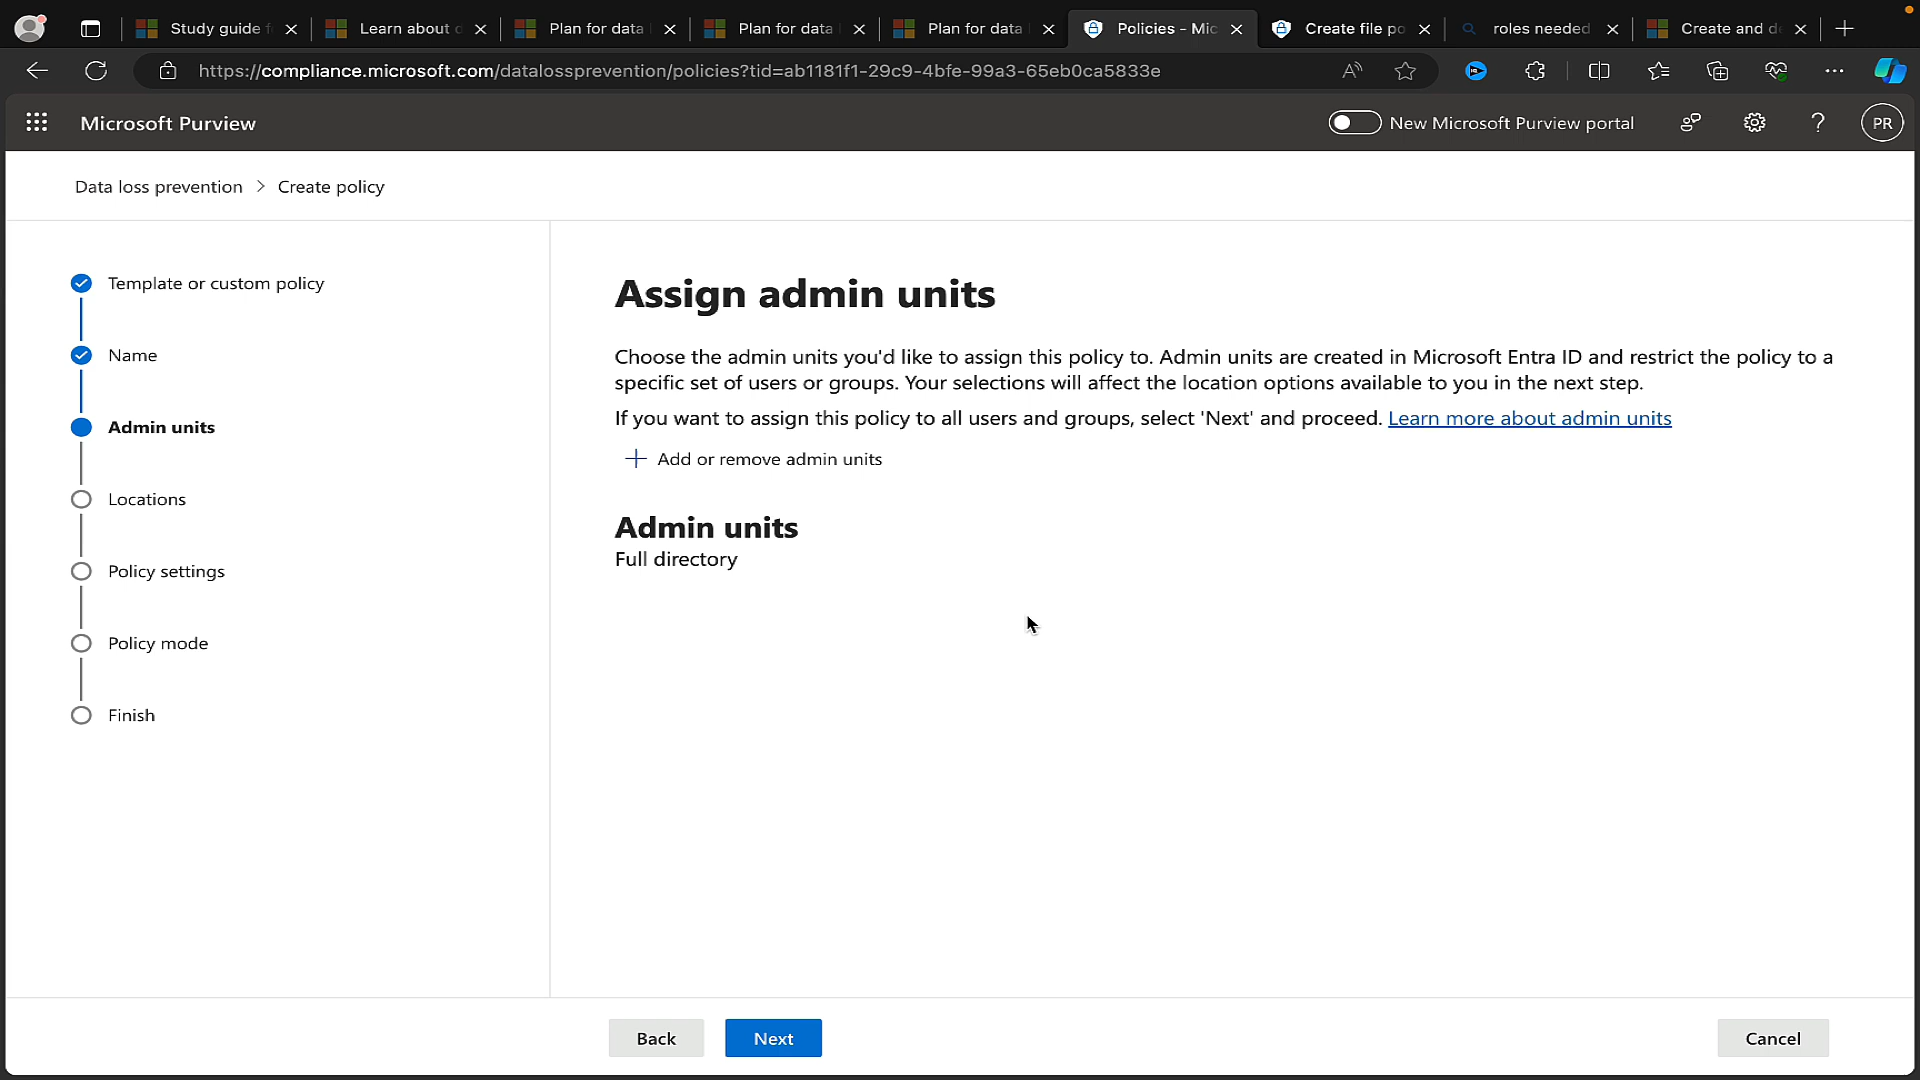 Study guide f
Learn about d
Plan for data
Plan for data
Plan for data
Policies - Mic
Create file po
roles needed
Create and d
https://compliance.microsoft.com/datalossprevention/policies?tid=ab1181f1-29c9-4bfe-99a3-65eb0ca5833e
Microsoft Purview
New Microsoft Purview portal
PR
Data loss prevention > Create policy
Template or custom policy
Name
Admin units
Locations
Policy settings
Policy mode
Finish
Assign admin units
Choose the admin units you'd like to assign this policy to. Admin units are created in Microsoft Entra ID and restrict the policy to a
specific set of users or groups. Your selections will affect the location options available to you in the next step.
If you want to assign this policy to all users and groups, select 'Next' and proceed. Learn more about admin units
Add or remove admin units
Admin units
Full directory
Back
Next
Cancel